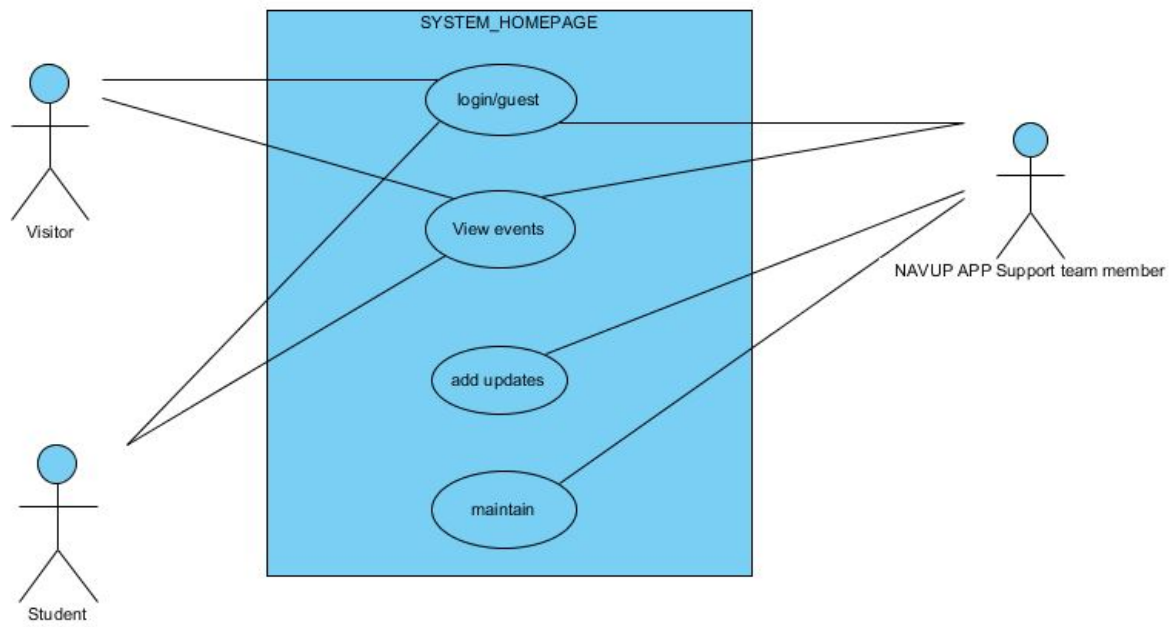 SYSTEM_HOMEPAGE
login/guest
Visitor
View events
NAVUP APP Support team member
add updates
maintain
Student